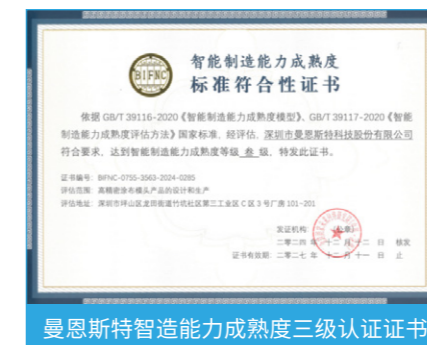 BIFNC
智能制造能力成熟度
标准符合性证书
依据 GB/T 39116-2020《智能制造能力成熟度模型》、GB/T 39117-2020《智能
制造能力成熟度评估方法》国家标准，经评估，深圳市曼恩斯特科技股份有限公司
符合要求，达到智能制造能力成熟度等级 叁 级，特发此证书。
证书编号：BIFNC-0755-3563-2024-0285
评估范围：高精密涂布模头产品的设计和生产
评估地址：深圳市坪山区龙田街道竹坑社区第三工业区 C 区 3 号厂房 101-201
发证机构：（盖章）
二零二四 年 十二 月 十二 日 核发
证书有效期：二零二七 年 十二 月 十一 日 止
曼恩斯特智造能力成熟度三级认证证书